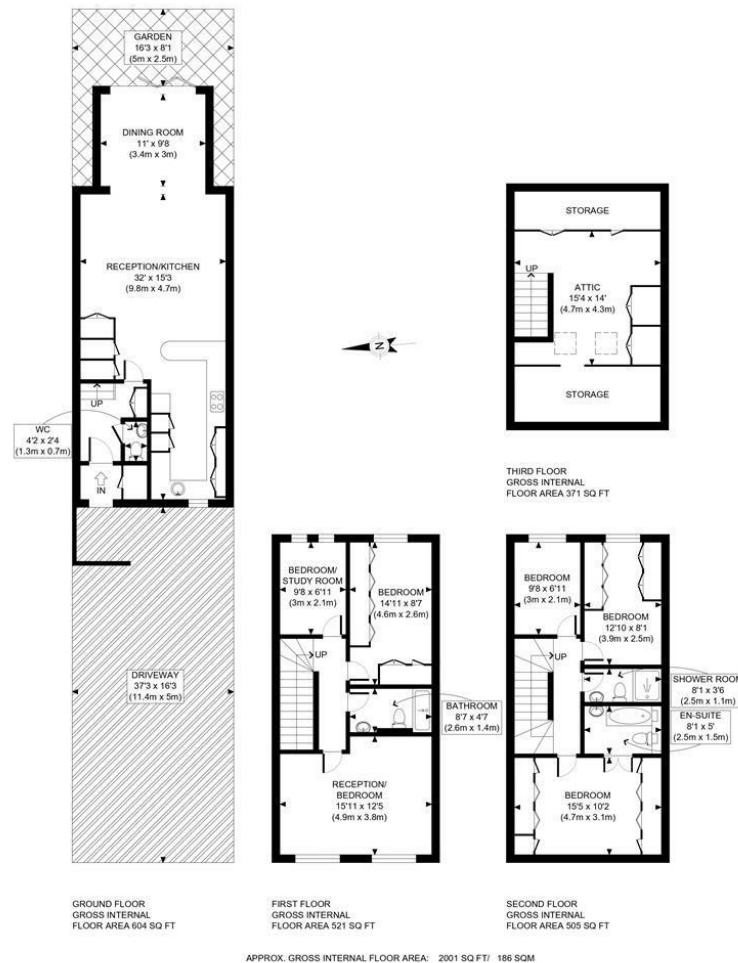 GARDEN
16'3 x 8'1
(5m x 2.5m)
DINING ROOM
11' x 9'8
(3.4m x 3m)
RECEPTION/KITCHEN
32' x 15'3
(9.8m x 4.7m)
UP
WC
4'2 x 2'4
(1.3m x 0.7m)
IN
DRIVEWAY
37'3 x 16'3
(11.4m x 5m)
GROUND FLOOR
GROSS INTERNAL
FLOOR AREA 604 SQ FT
N
STORAGE
UP
ATTIC
15'4 x 14'
(4.7m x 4.3m)
STORAGE
THIRD FLOOR
GROSS INTERNAL
FLOOR AREA 371 SQ FT
BEDROOM/
STUDY ROOM
9'8 x 6'11
(3m x 2.1m)
BEDROOM
14'11 x 8'7
(4.6m x 2.6m)
UP
BATHROOM
8'7 x 4'7
(2.6m x 1.4m)
RECEPTION/
BEDROOM
15'11 x 12'5
(4.9m x 3.8m)
FIRST FLOOR
GROSS INTERNAL
FLOOR AREA 521 SQ FT
BEDROOM
9'8 x 6'11
(3m x 2.1m)
BEDROOM
12'10 x 8'1
(3.9m x 2.5m)
UP
SHOWER ROOM
8'1 x 3'6
(2.5m x 1.1m)
EN-SUITE
8'1 x 5'
(2.5m x 1.5m)
BEDROOM
15'5 x 10'2
(4.7m x 3.1m)
SECOND FLOOR
GROSS INTERNAL
FLOOR AREA 505 SQ FT
APPROX. GROSS INTERNAL FLOOR AREA: 2001 SQ FT/ 186 SQM